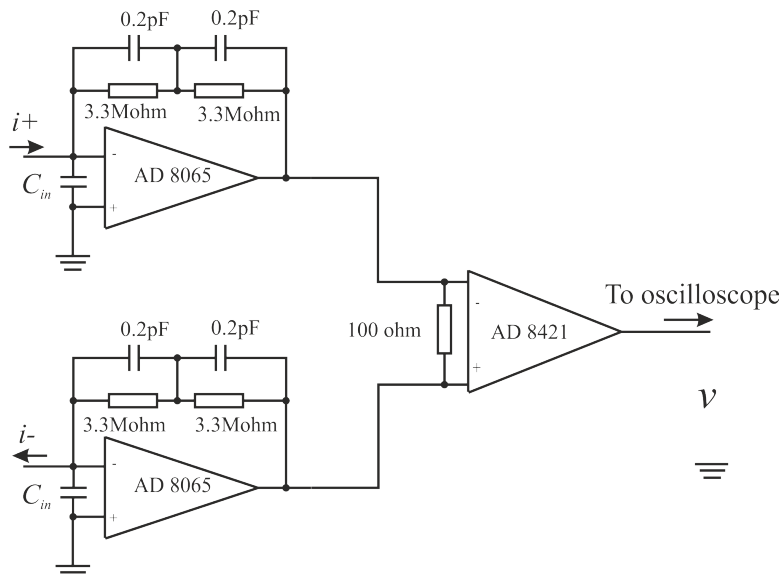 0.2pF 0.2pF
3.3Mohm 3.3Mohm
i+
-
AD 8065
C_in
+
To oscilloscope
-
100 ohm AD 8421
+
0.2pF 0.2pF
v
3.3Mohm 3.3Mohm
i-
-
AD 8065
C_in
+